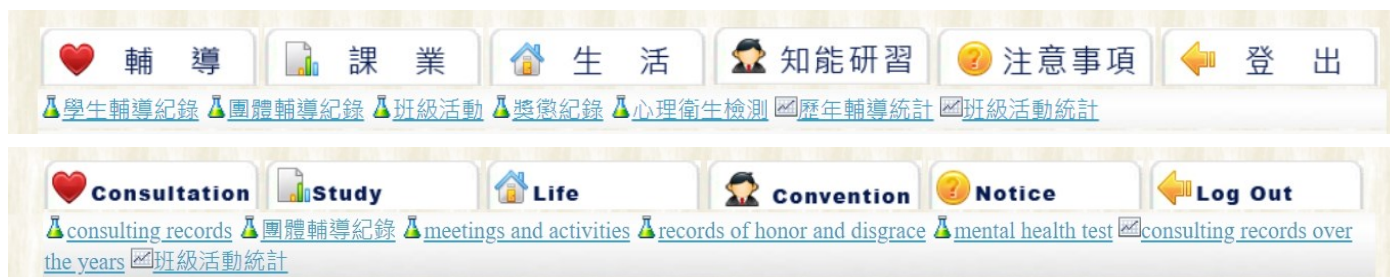 輔 導 課 業 生 活 知能研習 注意事項 登 出
學生輔導紀錄 團體輔導紀錄 班級活動 獎懲紀錄 心理衛生檢測 歷年輔導統計 班級活動統計
Consultation Study Life Convention Notice Log Out
consulting records 團體輔導紀錄 meetings and activities records of honor and disgrace mental health test consulting records over
the years 班級活動統計